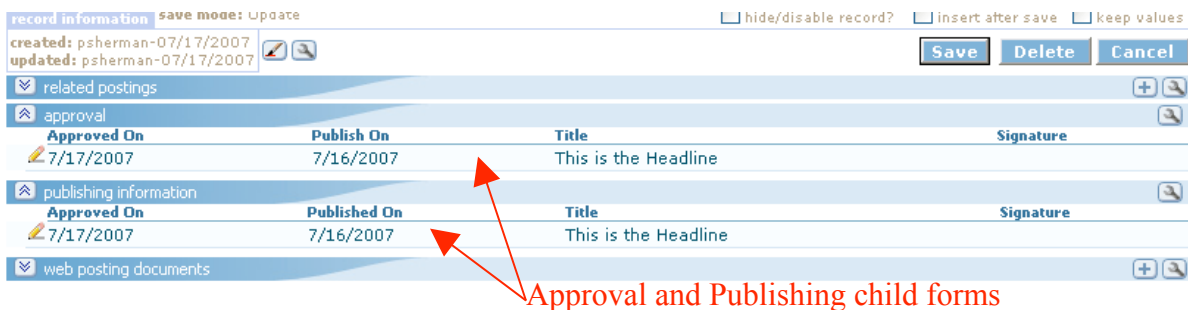 record information save mode: Update hide/disable record? insert after save keep values
created: psherman-07/17/2007
updated: psherman-07/17/2007
Save Delete Cancel
related postings
approval
Approved On Publish On Title Signature
7/17/2007 7/16/2007 This is the Headline
publishing information
Approved On Published On Title Signature
7/17/2007 7/16/2007 This is the Headline
web posting documents
Approval and Publishing child forms